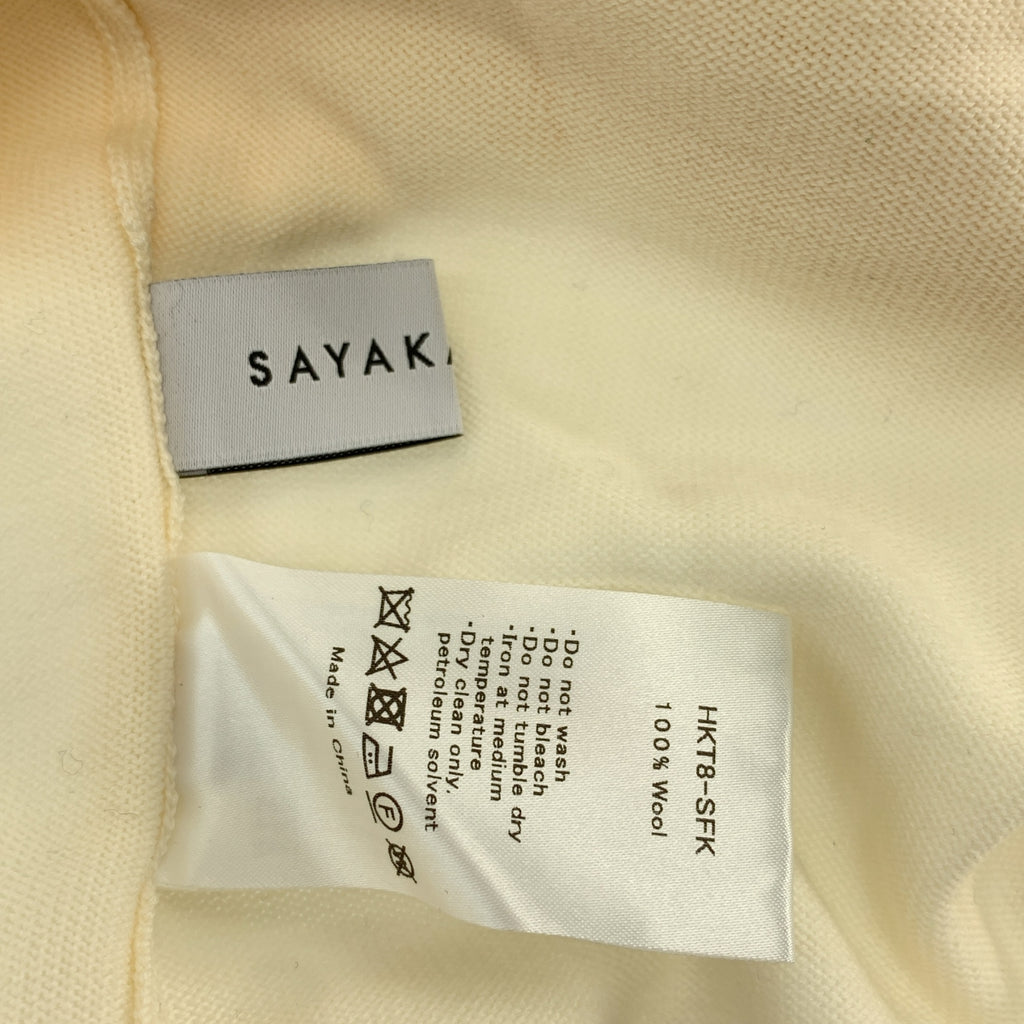 SAYAK
HKT8-SFK
100% Wool
·Do not wash
·Do not bleach
·Do not tumble dry
·Iron at medium
temperature
·Dry clean only.
petroleum solvent
F
Made in China